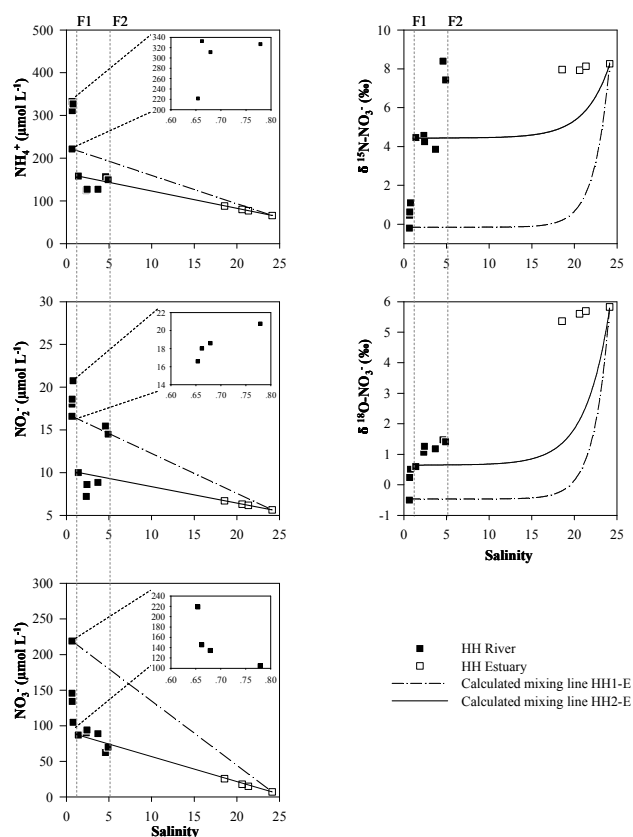 F1 F2
F1 F2
500
400
300
200
100
0
NH₄⁺ (µmol L⁻¹)
340
320
300
280
260
240
220
200
.60 .65 .70 .75 .80
0 5 10 15 20 25
8
δ ¹⁵N-NO₃⁻ (‰)
10
8
6
4
2
0
-2
0 5 10 15 20 25
NO₂⁻ (µmol L⁻¹)
30
25
20
15
10
5
22
20
18
16
14
.60 .65 .70 .75 .80
0 5 10 15 20 25
δ ¹⁸O-NO₃⁻ (‰)
6
5
4
3
2
1
0
-1
0 5 10 15 20 25
Salinity
NO₃⁻ (µmol L⁻¹)
300
250
200
150
100
50
0
240
220
200
180
160
140
120
100
.60 .65 .70 .75 .80
0 5 10 15 20 25
Salinity
HH River
HH Estuary
Calculated mixing line HH1-E
Calculated mixing line HH2-E